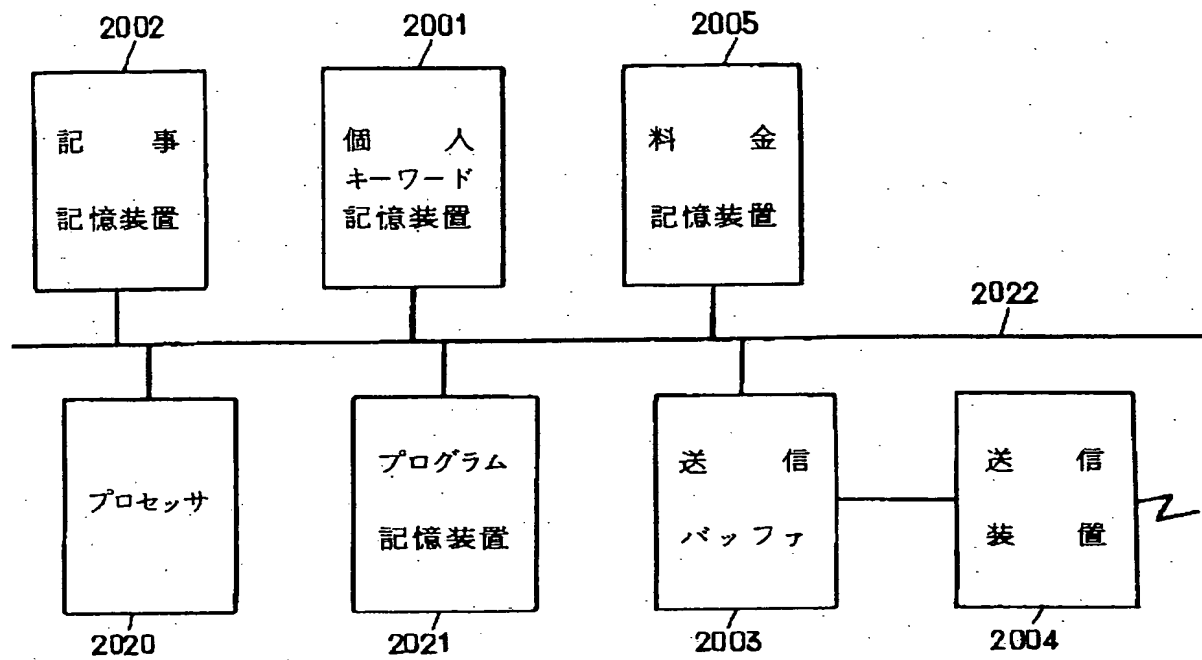 2002
2001
2005
記事
記憶装置
個人
キーワード
記憶装置
料金
記憶装置
2022
プロセッサ
プログラム
記憶装置
送信
バッファ
送信
装置
2020
2021
2003
2004